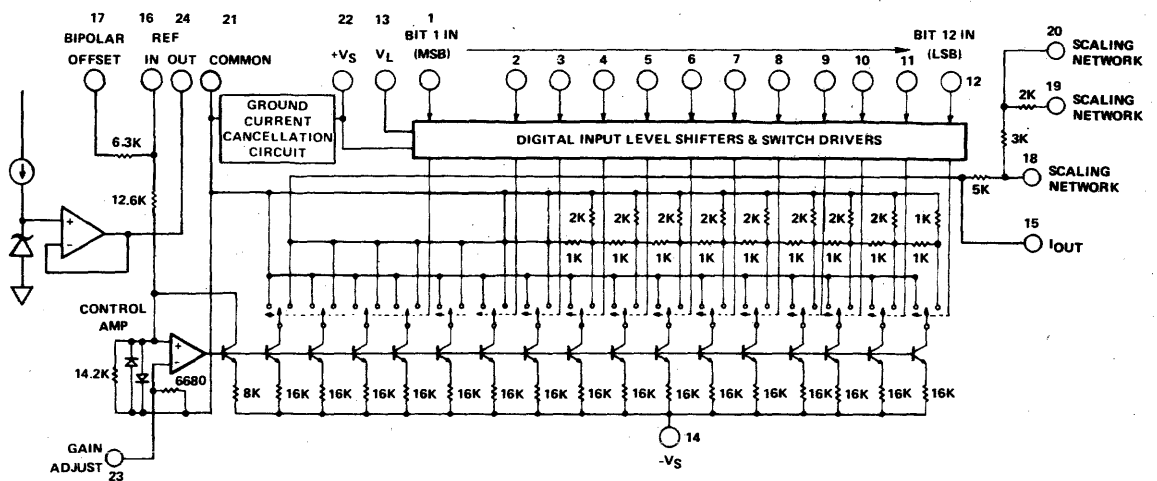 17 16 24 21
BIPOLAR REF
OFFSET IN OUT COMMON
22 13 1
+VS VL BIT 1 IN
(MSB)
BIT 12 IN
(LSB)
2 3 4 5 6 7 8 9 10 11 12
20
SCALING
NETWORK
2K 19
SCALING
NETWORK
3K
18
SCALING
NETWORK
5K
15
IOUT
GROUND
CURRENT
CANCELLATION
CIRCUIT
DIGITAL INPUT LEVEL SHIFTERS & SWITCH DRIVERS
6.3K
12.6K
+
−
2K 2K 2K 2K 2K 2K 2K 1K
1K 1K 1K 1K 1K 1K 1K 1K
CONTROL
AMP
+
−
14.2K
6680
8K 16K 16K 16K 16K 16K 16K 16K 16K 16K 16K 16K 16K 16K 16K 16K
14
-VS
GAIN
ADJUST
23